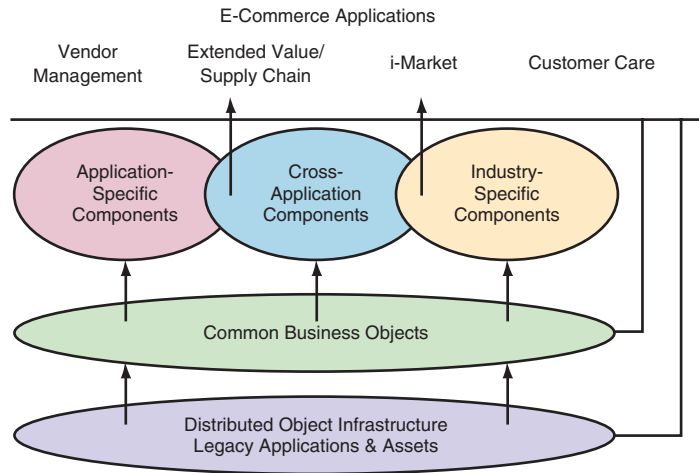 E-Commerce Applications
Vendor
Management
Extended Value/
Supply Chain
i-Market
Customer Care
Application-
Specific
Components
Cross-
Application
Components
Industry-
Specific
Components
Common Business Objects
Distributed Object Infrastructure
Legacy Applications & Assets